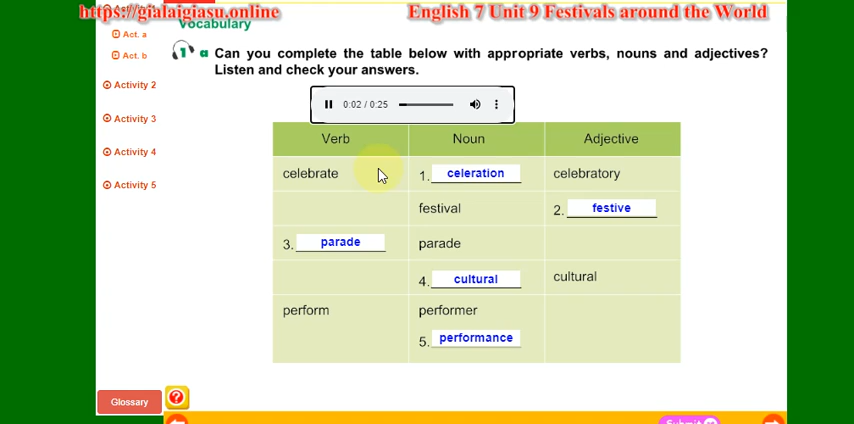 https://gialaigiasu.online
English 7 Unit 9 Festivals around the World
Vocabulary
Act. a
Act. b
Activity 2
Activity 3
Activity 4
Activity 5
1 a Can you complete the table below with appropriate verbs, nouns and adjectives?
Listen and check your answers.
0:02 / 0:25
Verb Noun Adjective
celebrate 1. celeration celebratory
festival 2. festive
3. parade parade
4. cultural cultural
perform performer
5. performance
Glossary
?
Submit